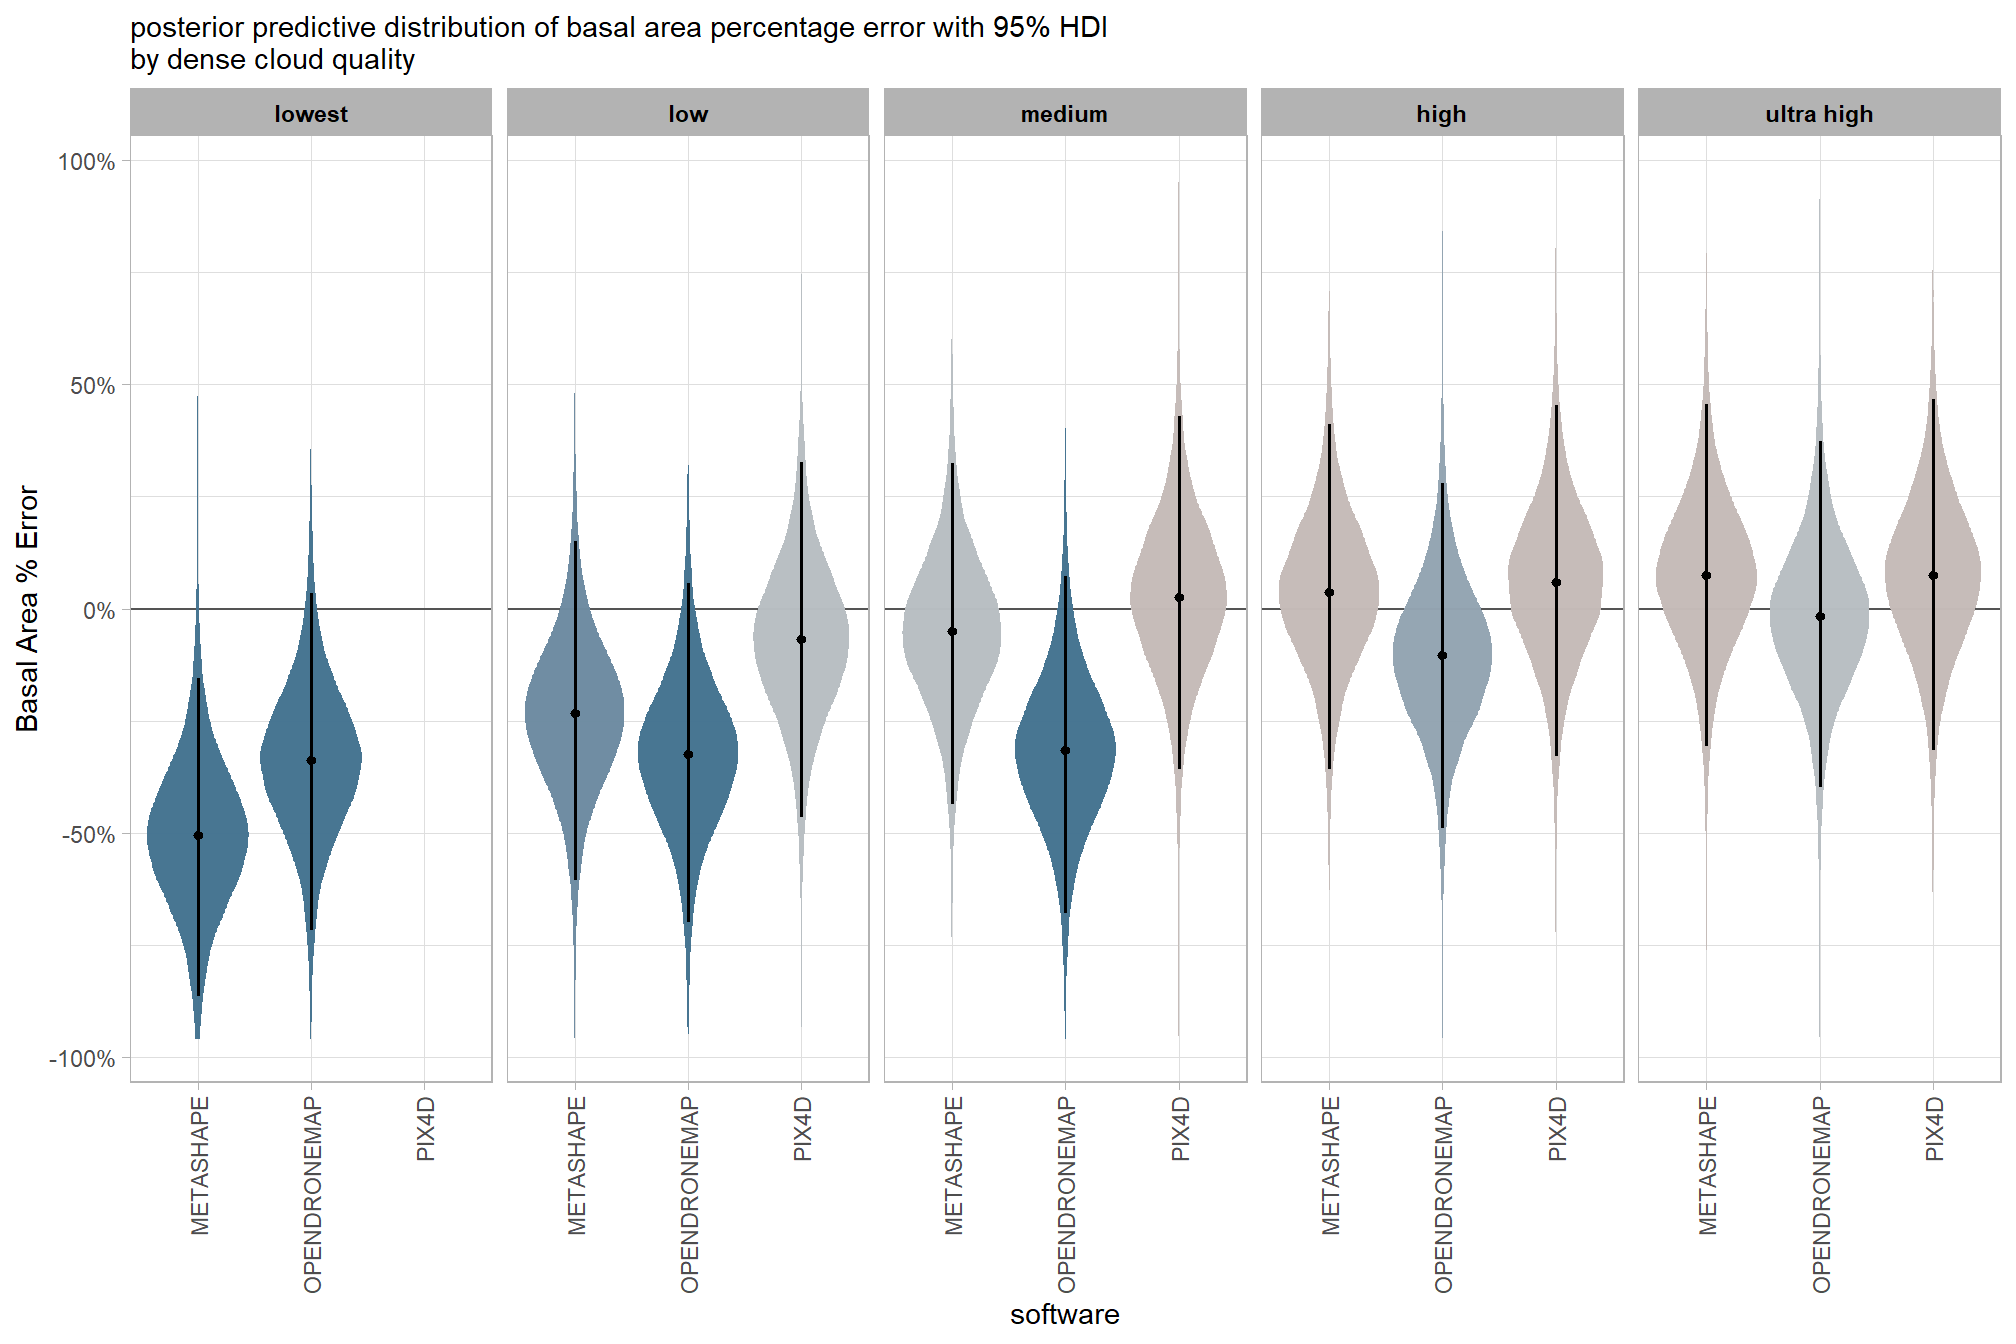 posterior predictive distribution of basal area percentage error with 95% HDI
by dense cloud quality
lowest
low
medium
high
ultra high
Basal Area % Error
100%
50%
0%
-50%
-100%
METASHAPE
OPENDRONEMAP
PIX4D
METASHAPE
OPENDRONEMAP
PIX4D
METASHAPE
OPENDRONEMAP
PIX4D
METASHAPE
OPENDRONEMAP
PIX4D
METASHAPE
OPENDRONEMAP
PIX4D
software